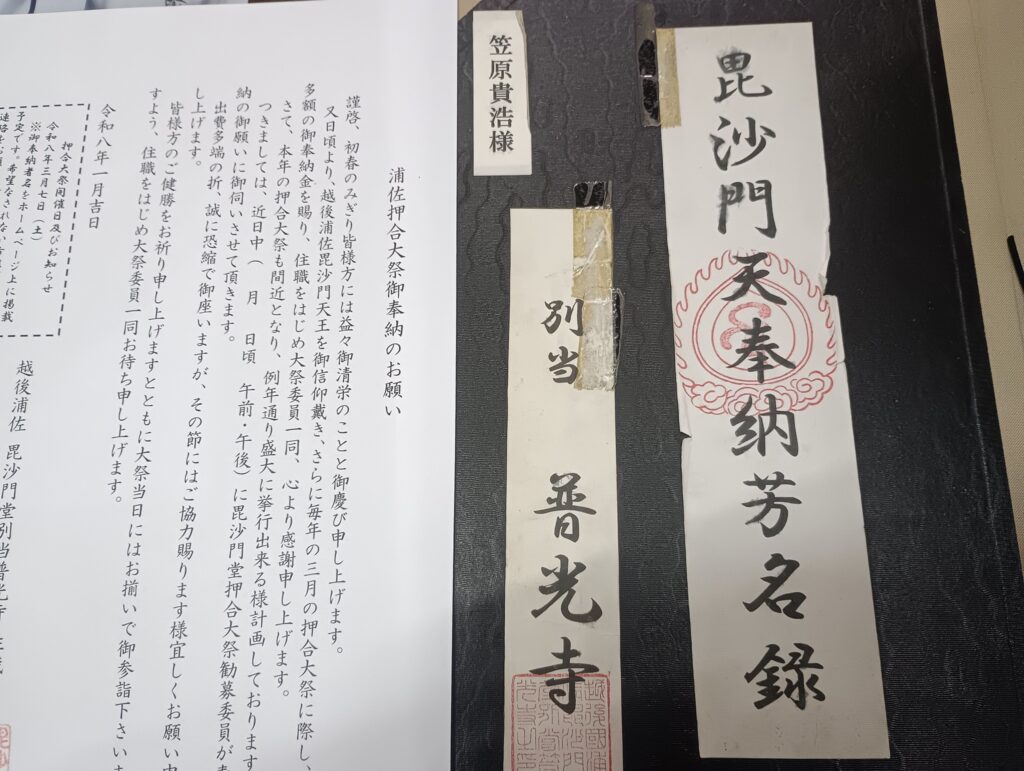 毘沙門天奉納芳名録
笠原貴浩様
別当 普光寺
浦佐押合大祭御奉納のお願い
謹啓、初春のみぎり皆様方には益々御清栄のことと御慶び申し上げます。
又日頃より、越後浦佐毘沙門天王を御信仰戴き、さらに毎年の三月の押合大祭に際し、
多額の御奉納金を賜り、住職をはじめ大祭委員一同、心より感謝申し上げます。
さて、本年の押合大祭も間近となり、例年通り盛大に挙行出来る様計画しております
つきましては、近日中(　月　日頃　午前・午後)に毘沙門堂押合大祭勧募委員が
納の御願いに御伺いさせて頂きます。
出費多端の折、誠に恐縮で御座いますが、その節にはご協力賜ります様宜しくお願い申
し上げます。
皆様方のご健勝をお祈り申し上げますとともに大祭当日にはお揃いで御参詣下さいま
すよう、住職をはじめ大祭委員一同お待ち申し上げます。
令和八年一月吉日
押合大祭開催日及びお知らせ
令和八年三月七日(土)
※御奉納者名をホームページ上に掲載
予定です。希望なされない
越後浦佐 毘沙門堂別当普光寺